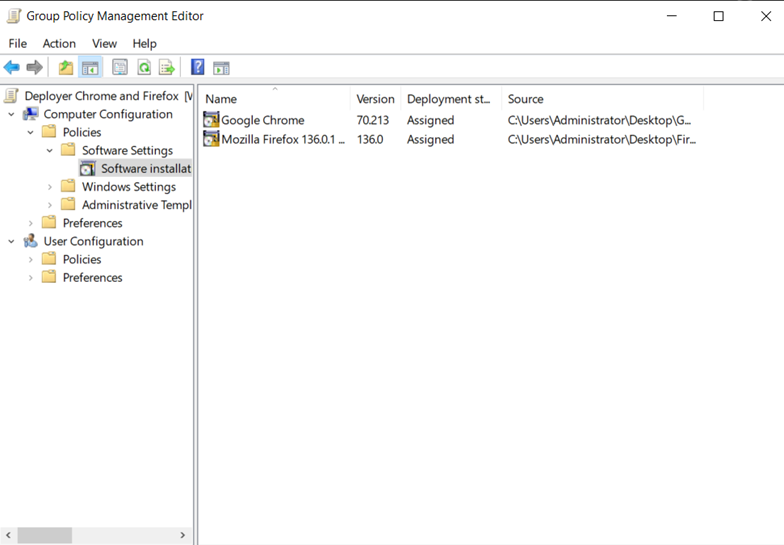 Group Policy Management Editor
File Action View Help
Deployer Chrome and Firefox [V
Computer Configuration
Policies
Software Settings
Software installat
Windows Settings
Administrative Templ
Preferences
User Configuration
Policies
Preferences
Name Version Deployment st... Source
Google Chrome 70.213 Assigned C:\Users\Administrator\Desktop\G...
Mozilla Firefox 136.0.1 ... 136.0 Assigned C:\Users\Administrator\Desktop\Fir...